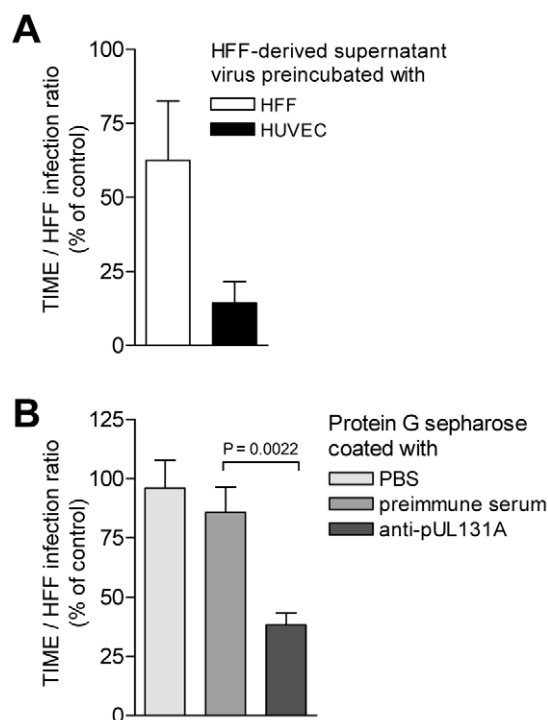 A
HFF-derived supernatant
virus preincubated with
HFF
HUVEC
TIME / HFF infection ratio
(% of control)
100
75
50
25
0
B
Protein G sepharose
coated with
PBS
preimmune serum
anti-pUL131A
P = 0.0022
TIME / HFF infection ratio
(% of control)
125
100
75
50
25
0